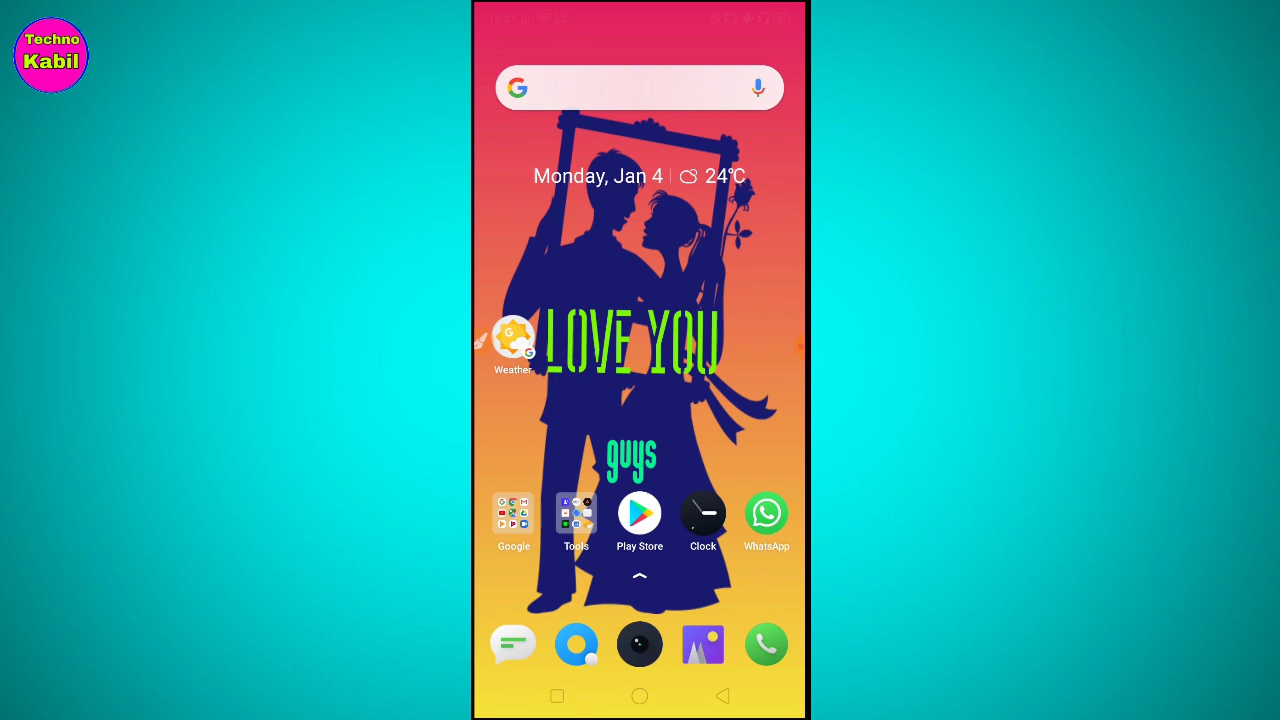 Techno
Kabil
Monday, Jan 4 | 24°C
LOVE YOU
Weather
guys
Google
Tools
Play Store
Clock
WhatsApp